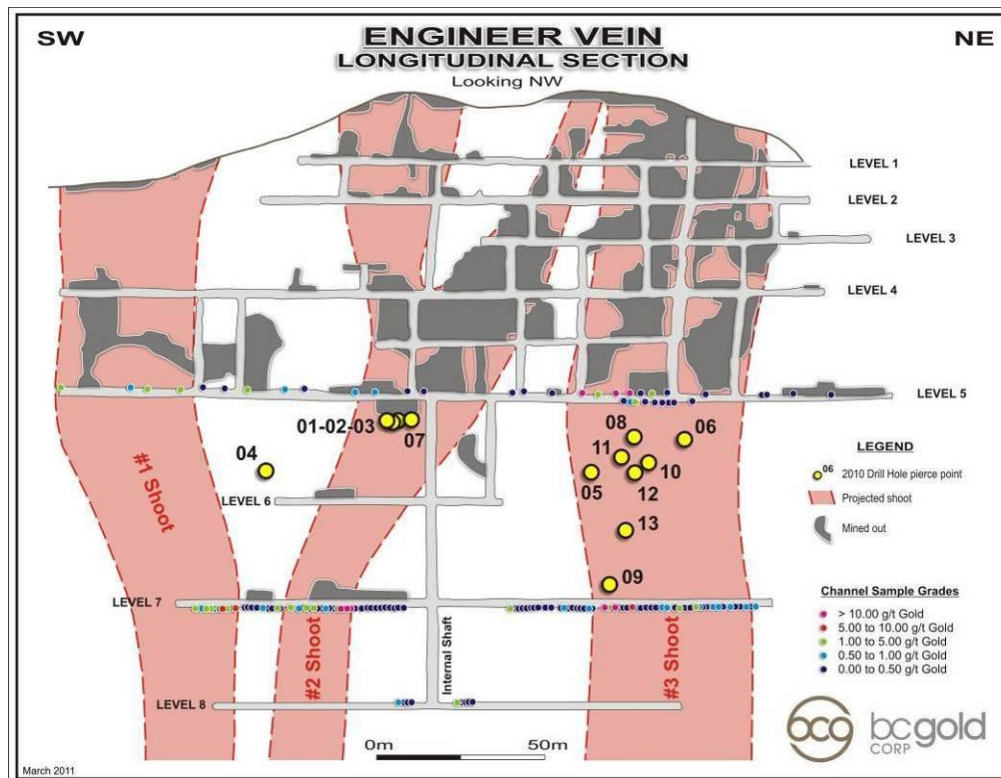 SW
ENGINEER VEIN
NE
LONGITUDINAL SECTION
Looking NW
LEVEL 1
LEVEL 2
LEVEL 3
LEVEL 4
LEVEL 5
01-02-03
07
08
06
04
11
10
05
12
LEVEL 6
13
09
#1 Shoot
LEVEL 7
#2 Shoot
Internal Shaft
#3 Shoot
LEVEL 8
LEGEND
06
2010 Drill Hole pierce point
Projected shoot
Mined out
Channel Sample Grades
> 10.00 g/t Gold
5.00 to 10.00 g/t Gold
1.00 to 5.00 g/t Gold
0.50 to 1.00 g/t Gold
0.00 to 0.50 g/t Gold
0m 50m
bcg
bcgold
CORP
March 2011